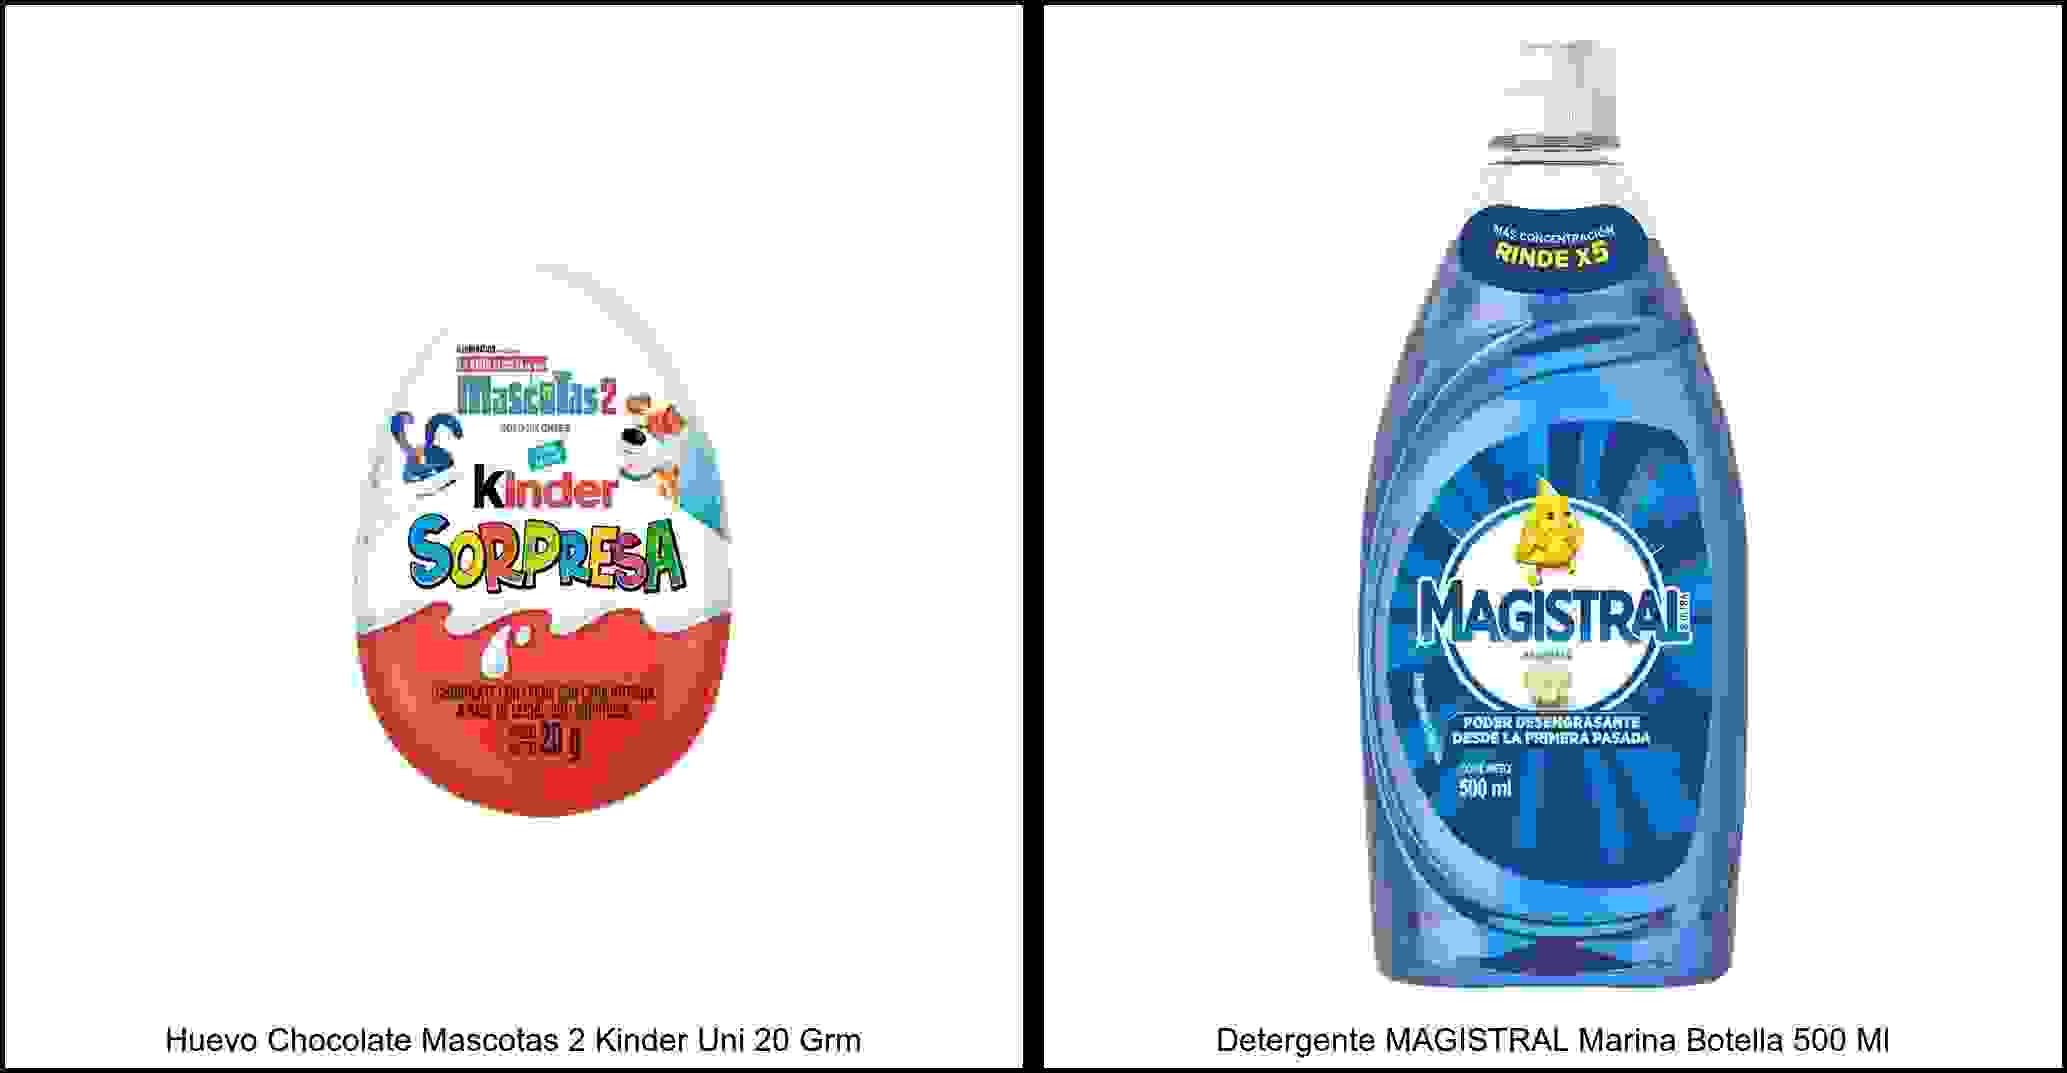 Mascotas 2
Kinder
SORPRESA
20 g
Huevo Chocolate Mascotas 2 Kinder Uni 20 Grm
MÁS CONCENTRACIÓN
RINDE X5
MAGISTRAL
PODER DESENGRASANTE
DESDE LA PRIMERA PASADA
500 ml
Detergente MAGISTRAL Marina Botella 500 Ml